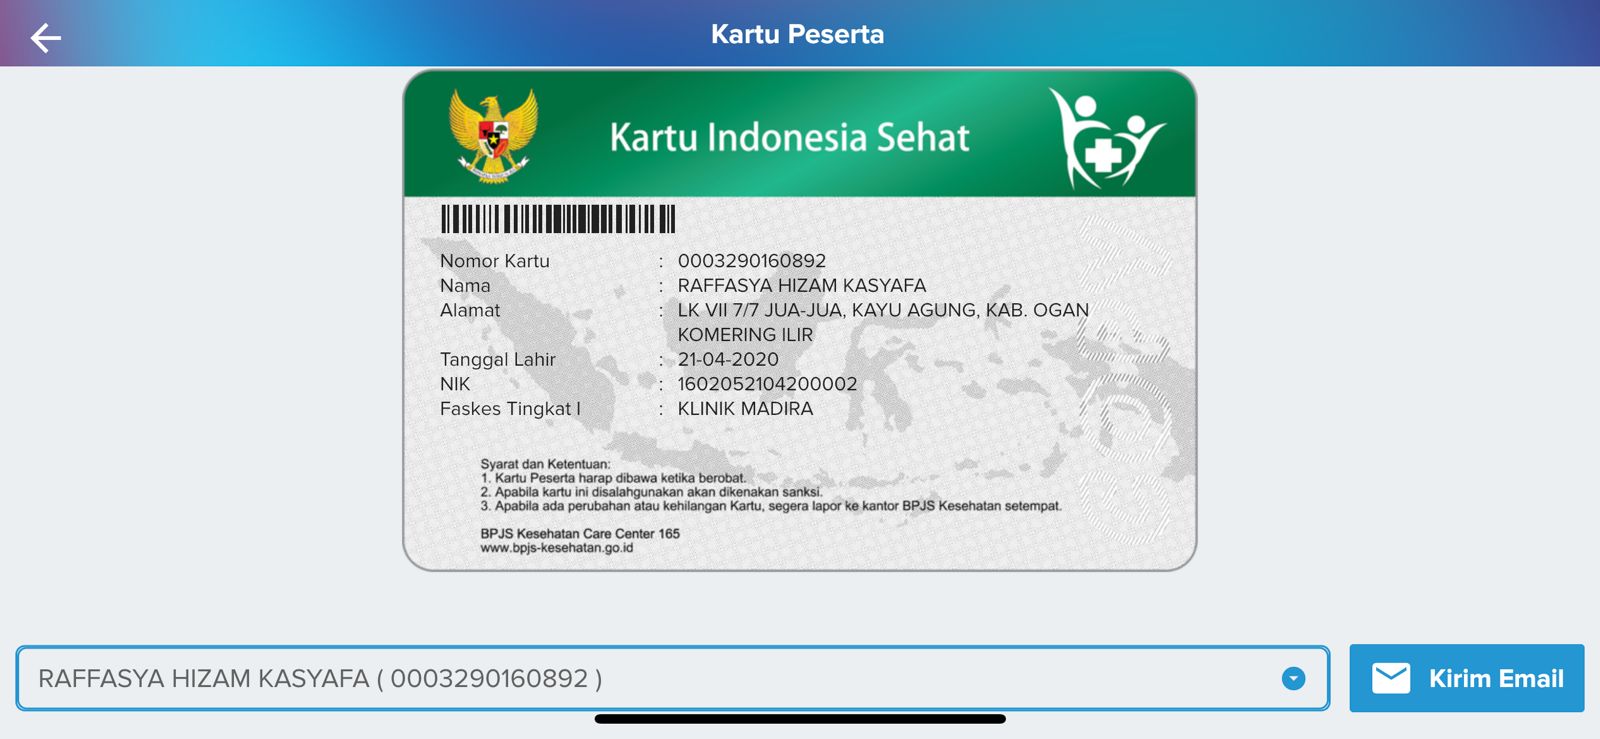 Kartu Peserta
Kartu Indonesia Sehat
Nomor Kartu : 0003290160892
Nama : RAFFASYA HIZAM KASYAFA
Alamat : LK VII 7/7 JUA-JUA, KAYU AGUNG, KAB. OGAN
KOMERING ILIR
Tanggal Lahir : 21-04-2020
NIK : 1602052104200002
Faskes Tingkat I : KLINIK MADIRA
Syarat dan Ketentuan:
1. Kartu Peserta harap dibawa ketika berobat.
2. Apabila kartu ini disalahgunakan akan dikenakan sanksi.
3. Apabila ada perubahan atau kehilangan Kartu, segera lapor ke kantor BPJS Kesehatan setempat.
BPJS Kesehatan Care Center 165
www.bpjs-kesehatan.go.id
COPY
RAFFASYA HIZAM KASYAFA ( 0003290160892 )
Kirim Email